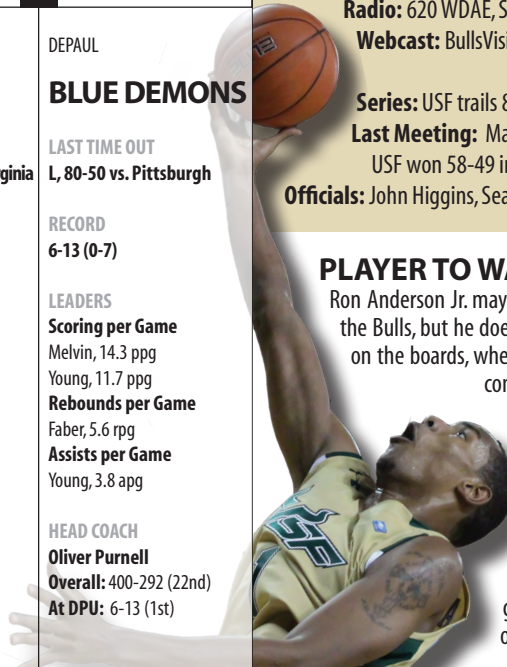 DEPAUL
BLUE DEMONS
LAST TIME OUT
L, 80-50 vs. Pittsburgh
RECORD
6-13 (0-7)
LEADERS
Scoring per Game
Melvin, 14.3 ppg
Young, 11.7 ppg
Rebounds per Game
Faber, 5.6 rpg
Assists per Game
Young, 3.8 apg
HEAD COACH
Oliver Purnell
Overall: 400-292 (22nd)
At DPU: 6-13 (1st)
Radio: 620 WDAE, S
Webcast: BullsVisi
Series: USF trails 8
Last Meeting: Ma
USF won 58-49 in
Officials: John Higgins, Sea
PLAYER TO WA
Ron Anderson Jr. may
the Bulls, but he doe
on the boards, whe
con
USF